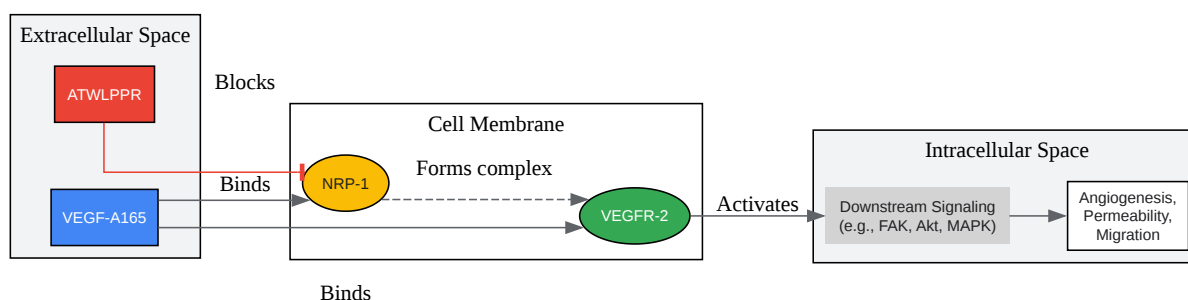 Extracellular Space
ATWLPPR
VEGF-A165
Blocks
Binds
Cell Membrane
NRP-1
Forms complex
VEGFR-2
Binds
Activates
Intracellular Space
Downstream Signaling
(e.g., FAK, Akt, MAPK)
Angiogenesis,
Permeability,
Migration